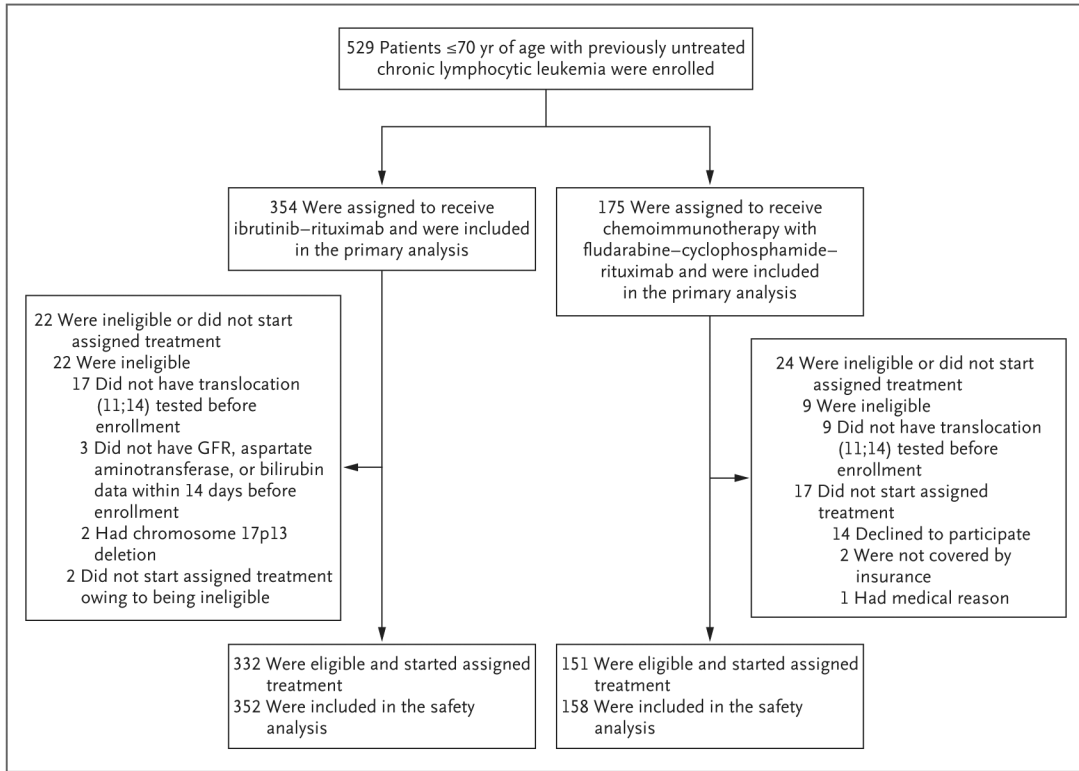 529 Patients ≤70 yr of age with previously untreated
chronic lymphocytic leukemia were enrolled
354 Were assigned to receive
ibrutinib–rituximab and were included
in the primary analysis
175 Were assigned to receive
chemoimmunotherapy with
fludarabine–cyclophosphamide–
rituximab and were included
in the primary analysis
22 Were ineligible or did not start
assigned treatment
22 Were ineligible
17 Did not have translocation
(11;14) tested before
enrollment
3 Did not have GFR, aspartate
aminotransferase, or bilirubin
data within 14 days before
enrollment
2 Had chromosome 17p13
deletion
2 Did not start assigned treatment
owing to being ineligible
24 Were ineligible or did not start
assigned treatment
9 Were ineligible
9 Did not have translocation
(11;14) tested before
enrollment
17 Did not start assigned
treatment
14 Declined to participate
2 Were not covered by
insurance
1 Had medical reason
332 Were eligible and started assigned
treatment
352 Were included in the safety
analysis
151 Were eligible and started assigned
treatment
158 Were included in the safety
analysis